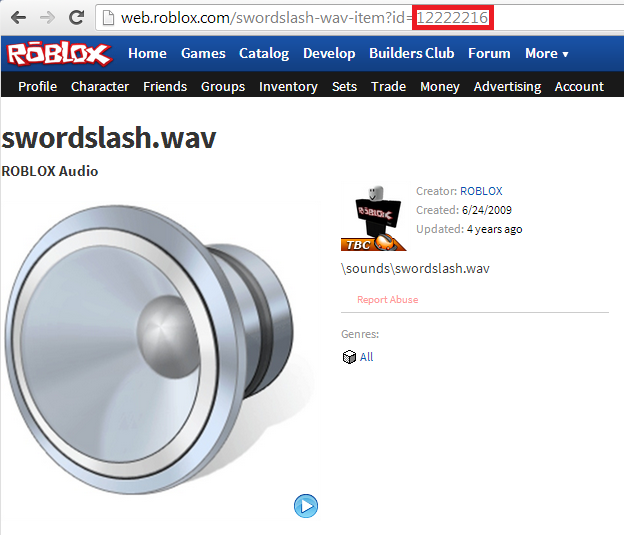 web.roblox.com/swordslash-wav-item?id=12222216
ROBLOX Home Games Catalog Develop Builders Club Forum More ▾
Profile Character Friends Groups Inventory Sets Trade Money Advertising Account
swordslash.wav
ROBLOX Audio
ROBLOX
TBC
Creator: ROBLOX
Created: 6/24/2009
Updated: 4 years ago
\sounds\swordslash.wav
Report Abuse
Genres:
All